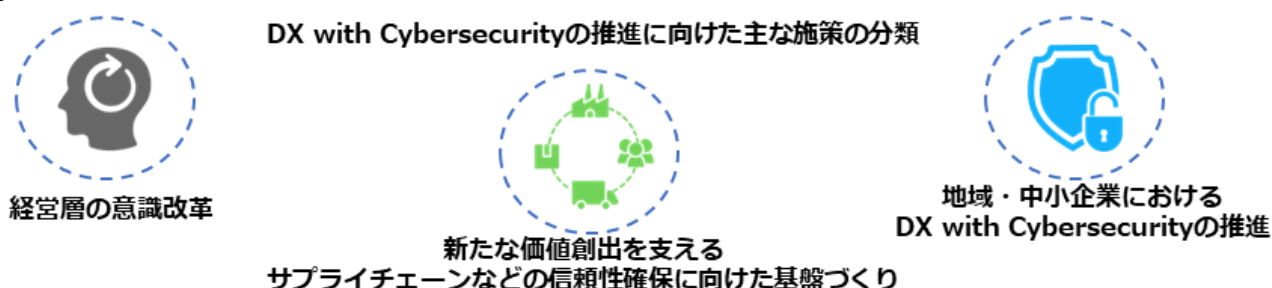 DX with Cybersecurityの推進に向けた主な施策の分類
経営層の意識改革
新たな価値創出を支える
サプライチェーンなどの信頼性確保に向けた基盤づくり
地域・中小企業における
DX with Cybersecurityの推進